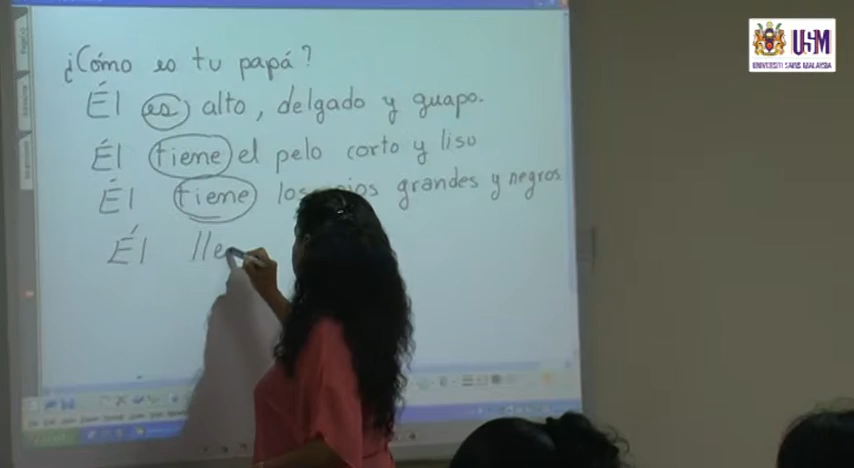 ¿Cómo es tu papá?
Él es alto, delgado y guapo.
Él tiene el pelo corto y liso
Él tiene los ojos grandes y negros.
Él lle
USM
UNIVERSITI SAINS MALAYSIA